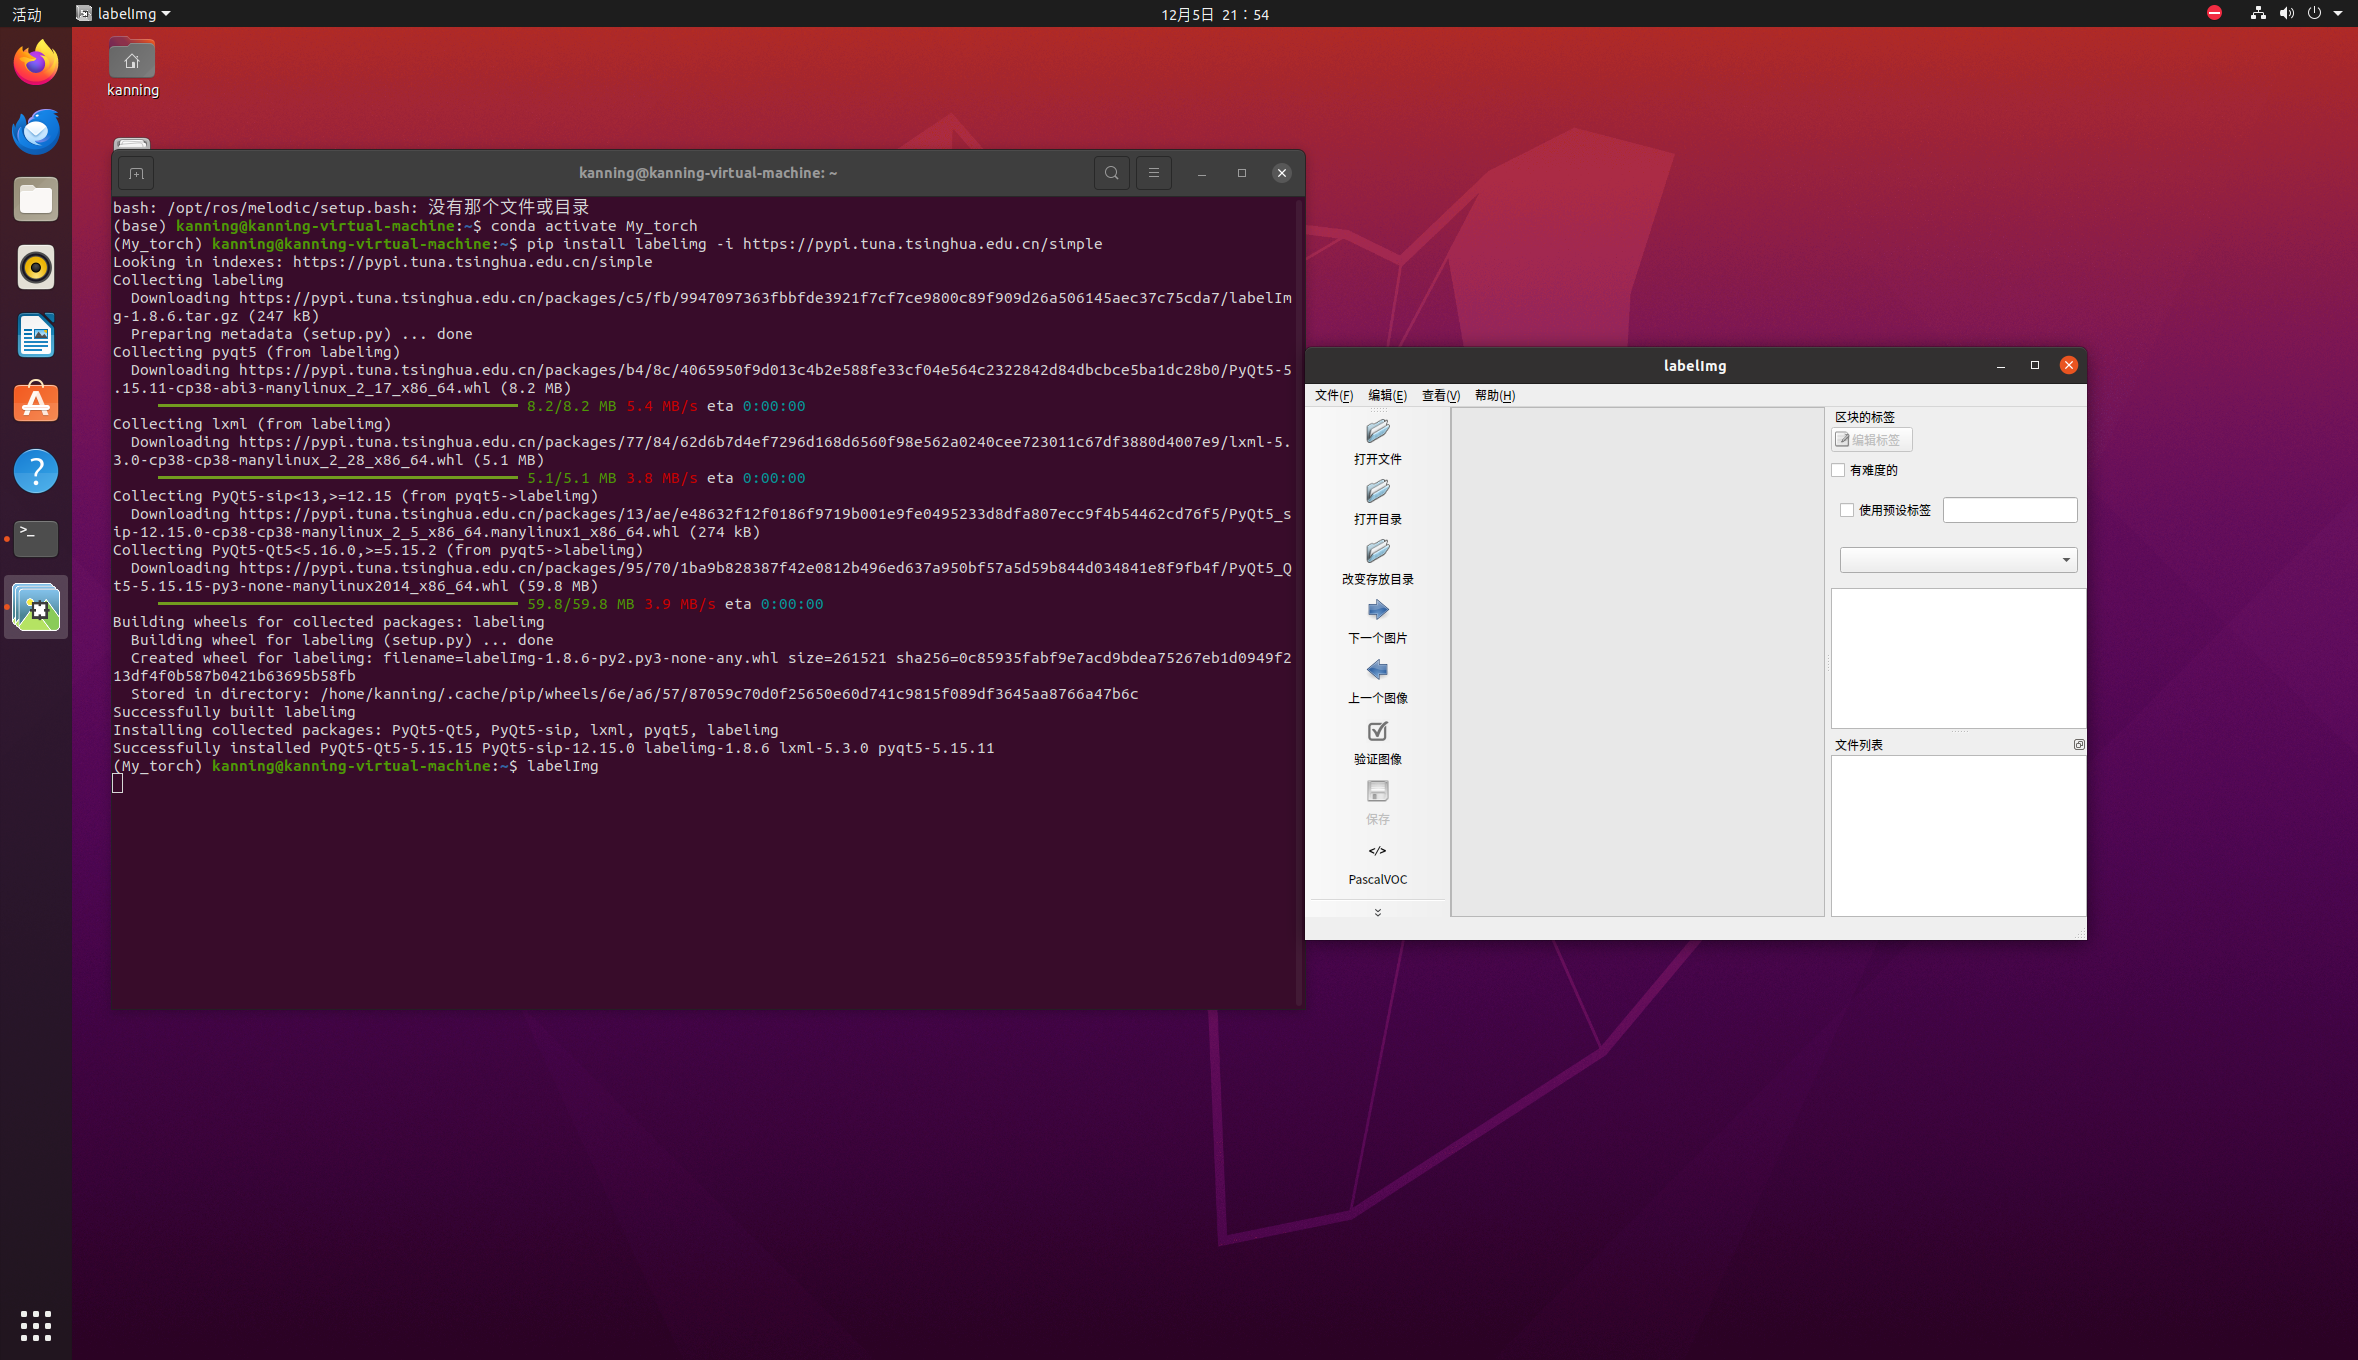 活动
labelImg
12月5日 21：54
kanning
kanning@kanning-virtual-machine: ~
bash: /opt/ros/melodic/setup.bash: 没有那个文件或目录
(base) kanning@kanning-virtual-machine:~$ conda activate My_torch
(My_torch) kanning@kanning-virtual-machine:~$ pip install labelimg -i https://pypi.tuna.tsinghua.edu.cn/simple
Looking in indexes: https://pypi.tuna.tsinghua.edu.cn/simple
Collecting labelimg
Downloading https://pypi.tuna.tsinghua.edu.cn/packages/c5/fb/9947097363fbbfde3921f7cf7ce9800c89f909d26a506145aec37c75cda7/labelIm
g-1.8.6.tar.gz (247 kB)
Preparing metadata (setup.py) ... done
Collecting pyqt5 (from labelimg)
Downloading https://pypi.tuna.tsinghua.edu.cn/packages/b4/8c/4065950f9d013c4b2e588fe33cf04e564c2322842d84dbcbce5ba1dc28b0/PyQt5-5
.15.11-cp38-abi3-manylinux_2_17_x86_64.whl (8.2 MB)
8.2/8.2 MB 5.4 MB/s eta 0:00:00
Collecting lxml (from labelimg)
Downloading https://pypi.tuna.tsinghua.edu.cn/packages/77/84/62d6b7d4ef7296d168d6560f98e562a0240cee723011c67df3880d4007e9/lxml-5.
3.0-cp38-cp38-manylinux_2_28_x86_64.whl (5.1 MB)
5.1/5.1 MB 3.8 MB/s eta 0:00:00
Collecting PyQt5-sip<13,>=12.15 (from pyqt5->labelimg)
Downloading https://pypi.tuna.tsinghua.edu.cn/packages/13/ae/e48632f12f0186f9719b001e9fe0495233d8dfa807ecc9f4b54462cd76f5/PyQt5_s
ip-12.15.0-cp38-cp38-manylinux_2_5_x86_64.manylinux1_x86_64.whl (274 kB)
Collecting PyQt5-Qt5<5.16.0,>=5.15.2 (from pyqt5->labelimg)
Downloading https://pypi.tuna.tsinghua.edu.cn/packages/95/70/1ba9b828387f42e0812b496ed637a950bf57a5d59b844d034841e8f9fb4f/PyQt5_Q
t5-5.15.15-py3-none-manylinux2014_x86_64.whl (59.8 MB)
59.8/59.8 MB 3.9 MB/s eta 0:00:00
Building wheels for collected packages: labelimg
Building wheel for labelimg (setup.py) ... done
Created wheel for labelimg: filename=labelImg-1.8.6-py2.py3-none-any.whl size=261521 sha256=0c85935fabf9e7acd9bdea75267eb1d0949f2
13df4f0b587b0421b63695b58fb
Stored in directory: /home/kanning/.cache/pip/wheels/6e/a6/57/87059c70d0f25650e60d741c9815f089df3645aa8766a47b6c
Successfully built labelimg
Installing collected packages: PyQt5-Qt5, PyQt5-sip, lxml, pyqt5, labelimg
Successfully installed PyQt5-Qt5-5.15.15 PyQt5-sip-12.15.0 labelimg-1.8.6 lxml-5.3.0 pyqt5-5.15.11
(My_torch) kanning@kanning-virtual-machine:~$ labelImg
labelImg
文件(F) 编辑(E) 查看(V) 帮助(H)
打开文件
打开目录
改变存放目录
下一个图片
上一个图像
验证图像
保存
</>
PascalVOC
区块的标签
编辑标签
有难度的
使用预设标签
文件列表